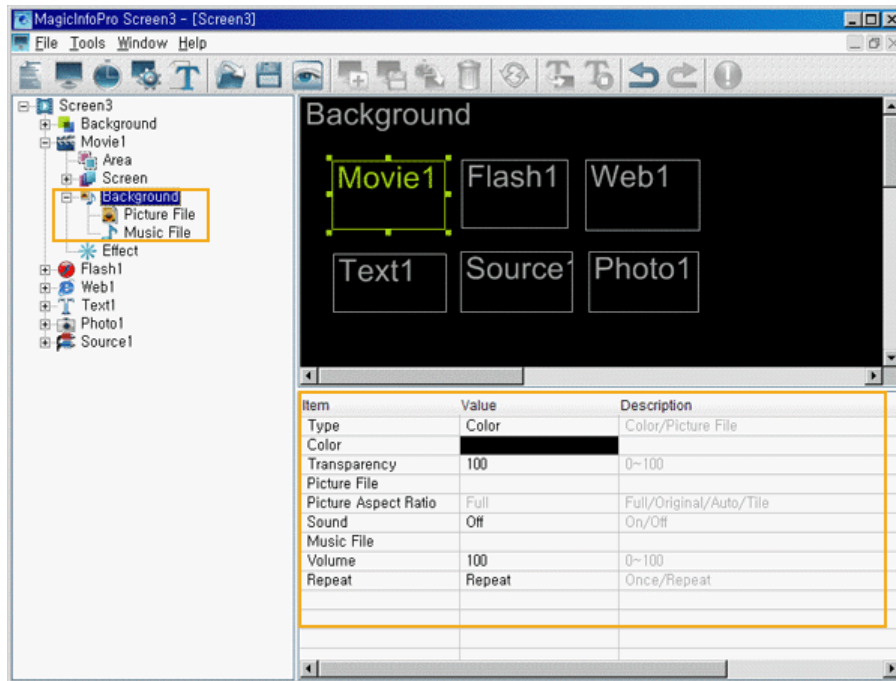 MagicInfoPro Screen3 - [Screen3]
File Tools Window Help
Screen3
Background
Movie1
Area
Screen
Background
Picture File
Music File
Effect
Flash1
Web1
Text1
Photo1
Source1
Background
Movie1 Flash1 Web1
Text1 Source1 Photo1
Item Value Description
Type Color Color/Picture File
Color
Transparency 100 0~100
Picture File
Picture Aspect Ratio Full Full/Original/Auto/Tile
Sound Off On/Off
Music File
Volume 100 0~100
Repeat Repeat Once/Repeat